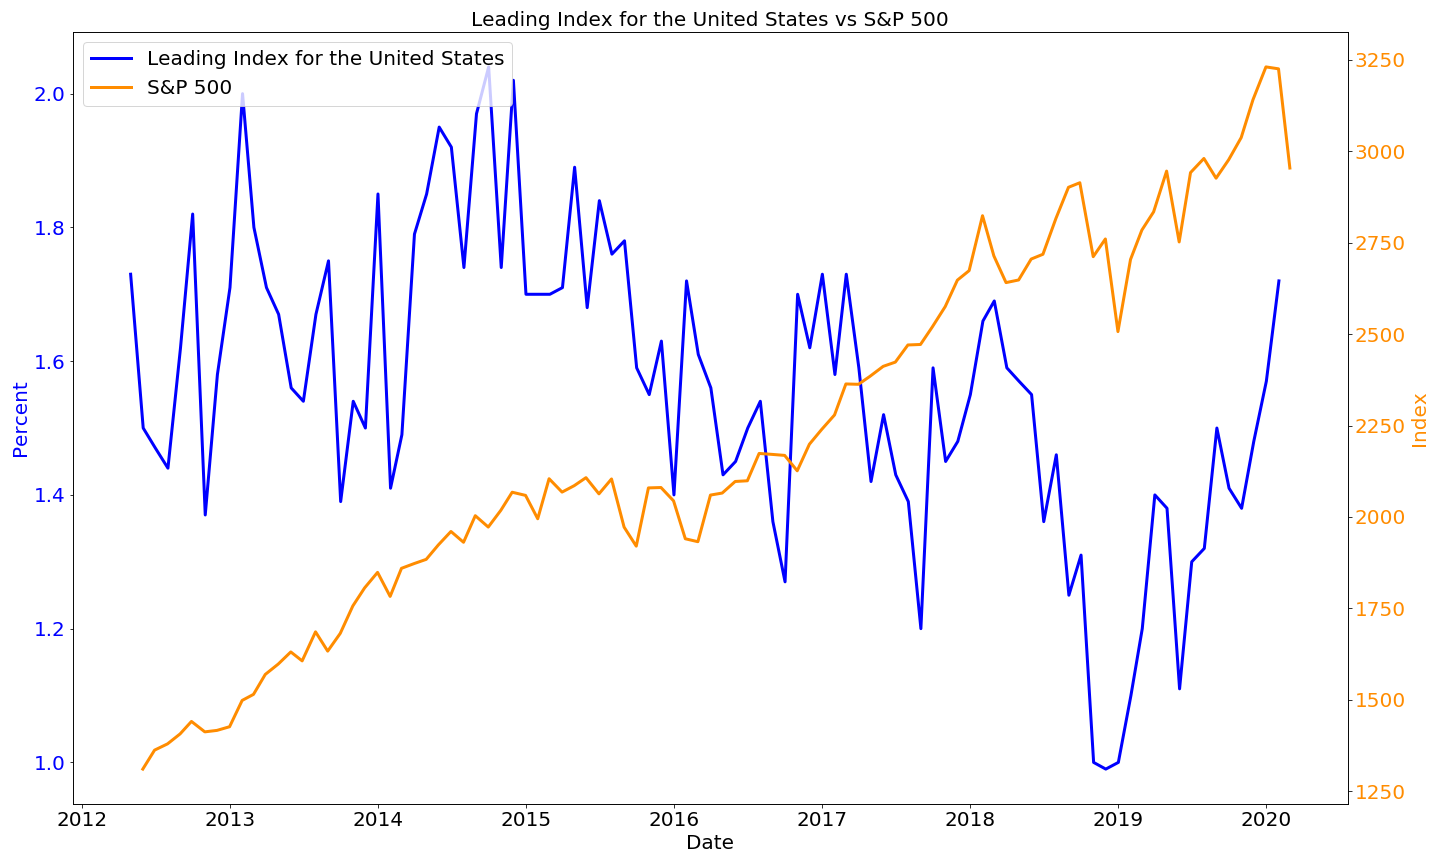 Leading Index for the United States vs S&P 500
Leading Index for the United States
S&P 500
2.0
1.8
1.6
1.4
1.2
1.0
Percent
3250
3000
2750
2500
2250
2000
1750
1500
1250
Index
2012 2013 2014 2015 2016 2017 2018 2019 2020
Date